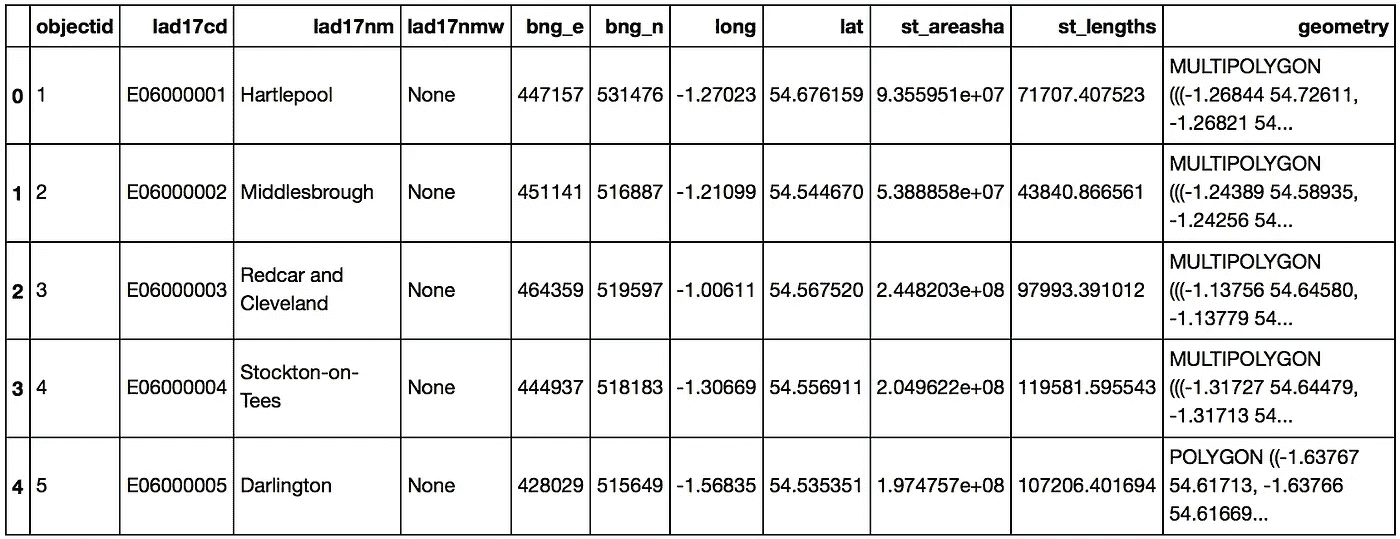 objectid lad17cd lad17nm lad17nmw bng_e bng_n long lat st_areasha st_lengths geometry
0 1 E06000001 Hartlepool None 447157 531476 -1.27023 54.676159 9.355951e+07 71707.407523 MULTIPOLYGON
(((-1.26844 54.72611,
-1.26821 54...
1 2 E06000002 Middlesbrough None 451141 516887 -1.21099 54.544670 5.388858e+07 43840.866561 MULTIPOLYGON
(((-1.24389 54.58935,
-1.24256 54...
2 3 E06000003 Redcar and
Cleveland None 464359 519597 -1.00611 54.567520 2.448203e+08 97993.391012 MULTIPOLYGON
(((-1.13756 54.64580,
-1.13779 54...
3 4 E06000004 Stockton-on-
Tees None 444937 518183 -1.30669 54.556911 2.049622e+08 119581.595543 MULTIPOLYGON
(((-1.31727 54.64479,
-1.31713 54...
4 5 E06000005 Darlington None 428029 515649 -1.56835 54.535351 1.974757e+08 107206.401694 POLYGON ((-1.63767
54.61713, -1.63766
54.61669...